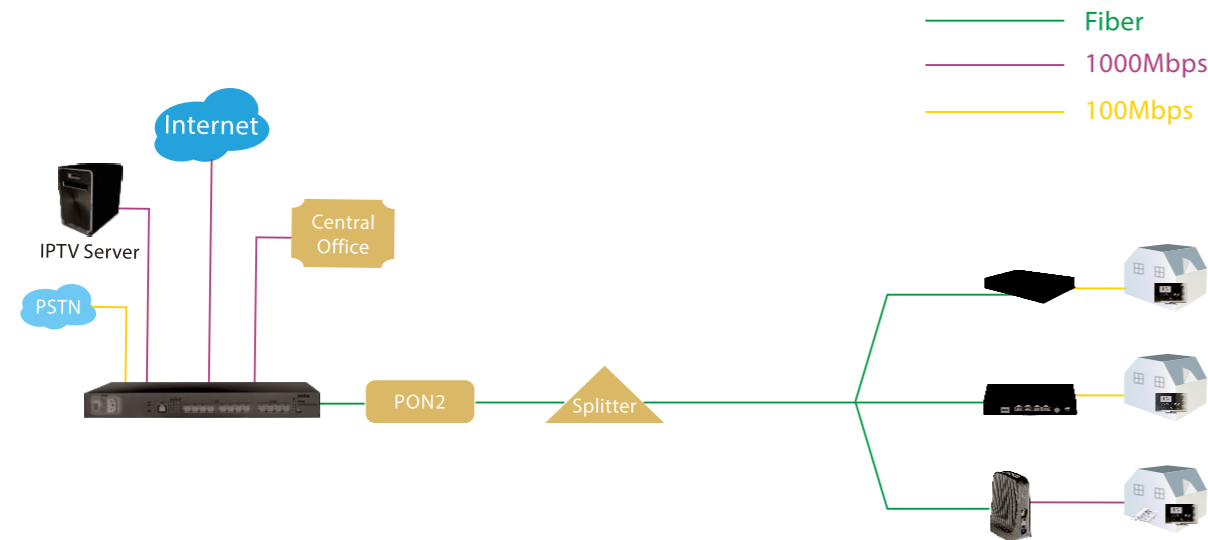 Fiber
1000Mbps
100Mbps
Internet
IPTV Server
Central
Office
PSTN
PON2
Splitter